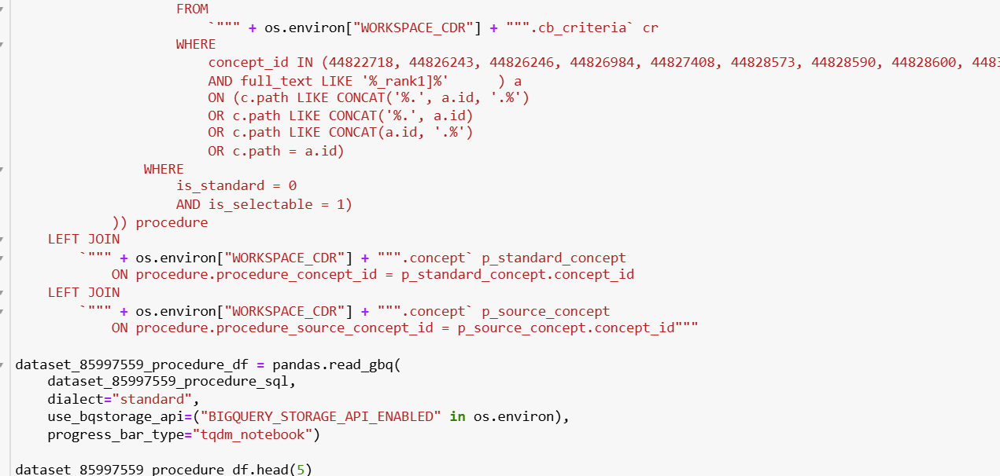 FROM
`""" + os.environ["WORKSPACE_CDR"] + """.cb_criteria` cr
WHERE
concept_id IN (44822718, 44826243, 44826246, 44826984, 44827408, 44828573, 44828590, 44828600, 448
AND full_text LIKE '%_rank1]%'      ) a
ON (c.path LIKE CONCAT('%.', a.id, '.%')
OR c.path LIKE CONCAT('%.', a.id)
OR c.path LIKE CONCAT(a.id, '.%')
OR c.path = a.id)
WHERE
is_standard = 0
AND is_selectable = 1)
)) procedure
LEFT JOIN
`""" + os.environ["WORKSPACE_CDR"] + """.concept` p_standard_concept
ON procedure.procedure_concept_id = p_standard_concept.concept_id
LEFT JOIN
`""" + os.environ["WORKSPACE_CDR"] + """.concept` p_source_concept
ON procedure.procedure_source_concept_id = p_source_concept.concept_id"""
dataset_85997559_procedure_df = pandas.read_gbq(
dataset_85997559_procedure_sql,
dialect="standard",
use_bqstorage_api=("BIGQUERY_STORAGE_API_ENABLED" in os.environ),
progress_bar_type="tqdm_notebook")
dataset_85997559_procedure_df.head(5)